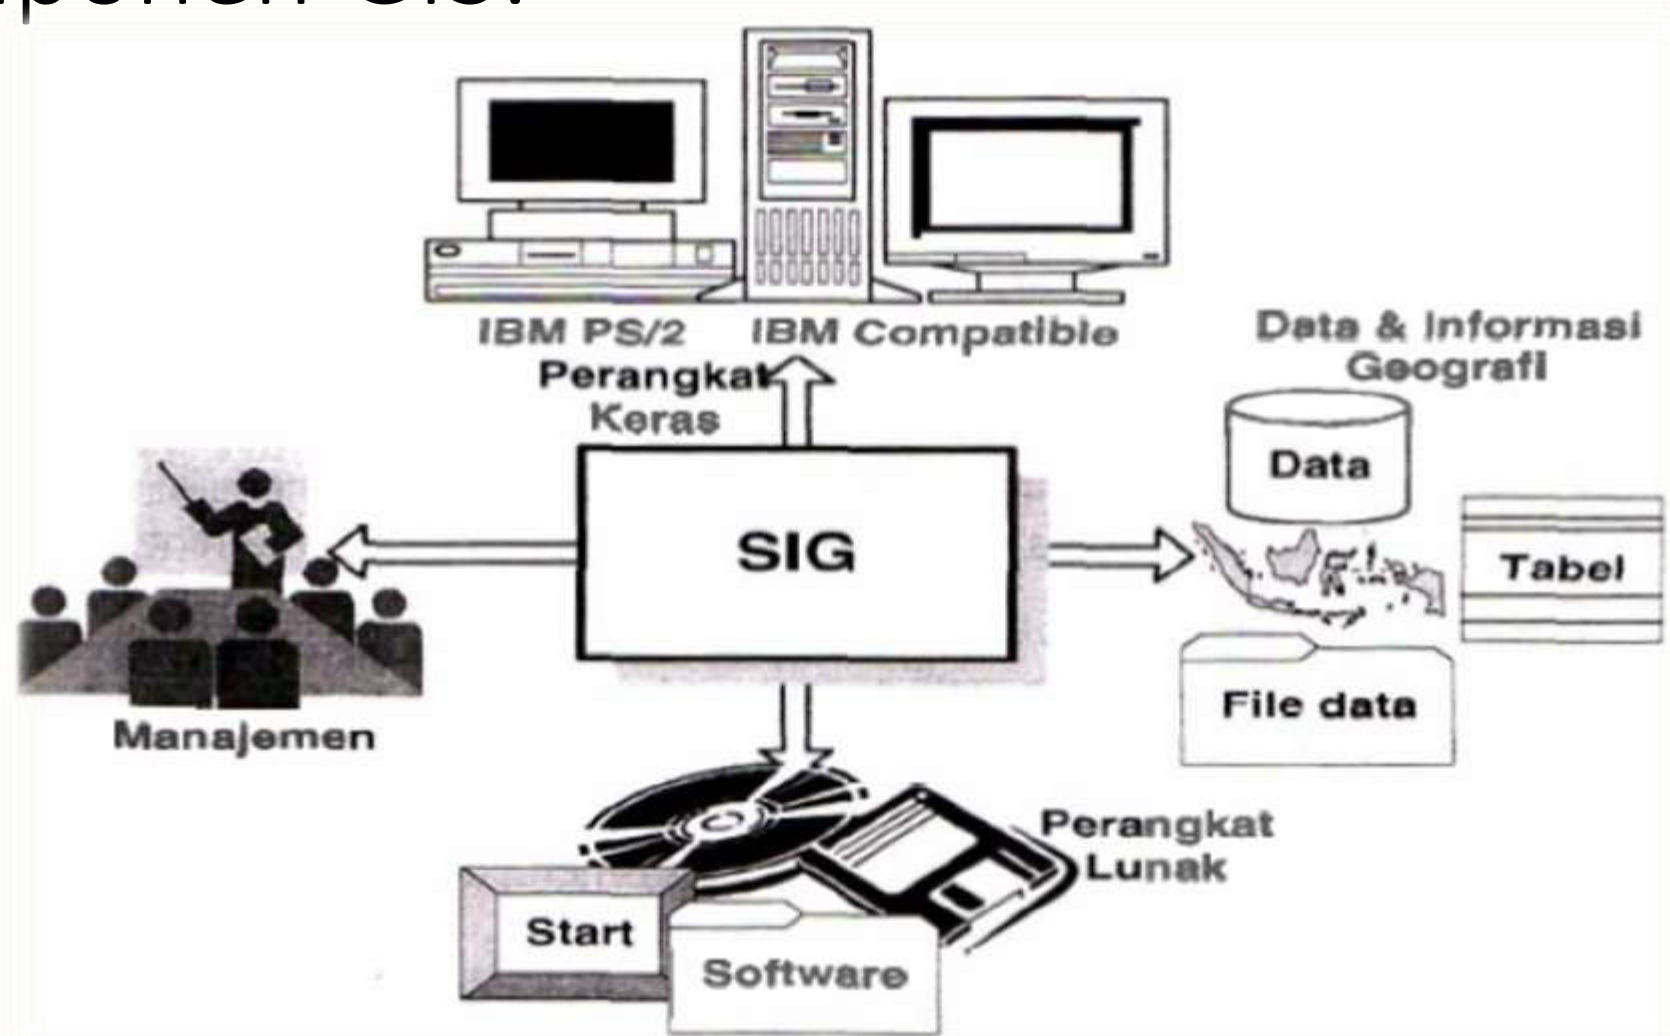 IBM PS/2
IBM Compatible
Perangkat
Keras
Data & Informasi
Geografi
Data
Tabel
File data
SIG
Manajemen
Perangkat
Lunak
Start
Software